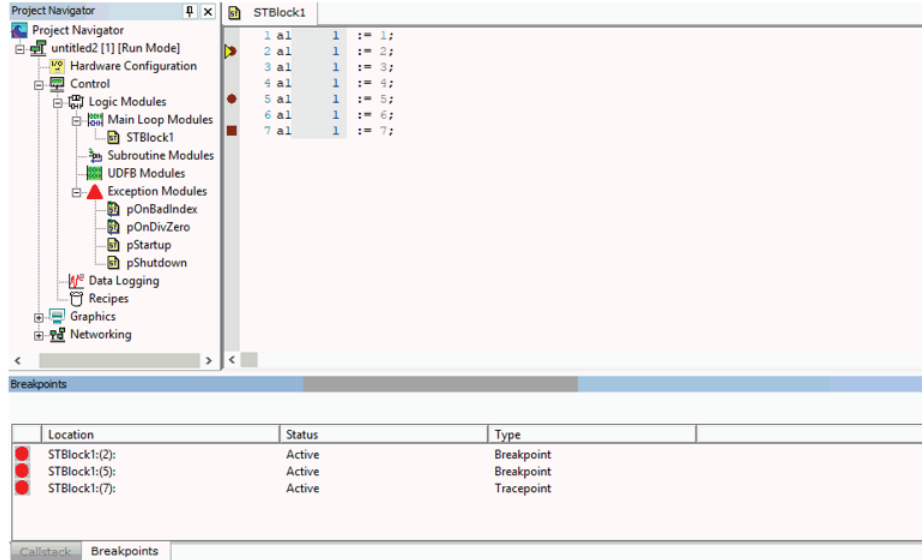 Project Navigator
STBlock1
Project Navigator
untitled2 [1] [Run Mode]
Hardware Configuration
Control
Logic Modules
Main Loop Modules
STBlock1
Subroutine Modules
UDFB Modules
Exception Modules
pOnBadIndex
pOnDivZero
pStartup
pShutdown
Data Logging
Recipes
Graphics
Networking
1 a1 1 := 1;
2 a1 1 := 2;
3 a1 1 := 3;
4 a1 1 := 4;
5 a1 1 := 5;
6 a1 1 := 6;
7 a1 1 := 7;
Breakpoints
Location Status Type
STBlock1:(2): Active Breakpoint
STBlock1:(5): Active Breakpoint
STBlock1:(7): Active Tracepoint
Callstack Breakpoints